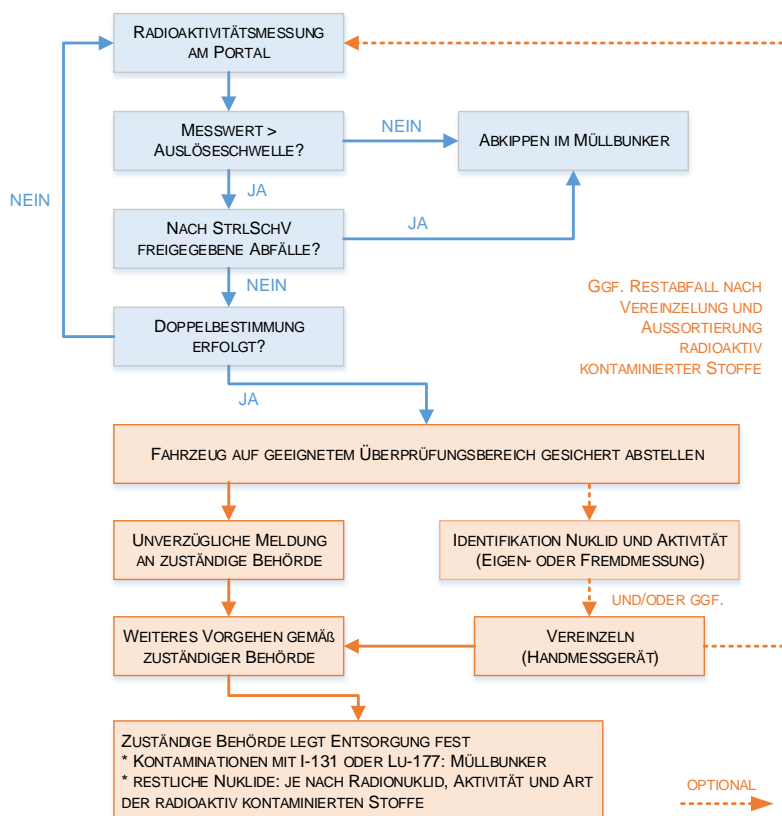 RADIOAKTIVITÄTSMESSUNG
AM PORTAL
MESSWERT >
AUSLÖSESCHWELLE?
NEIN
ABKIPPEN IM MÜLLBUNKER
JA
NEIN
NACH STRLSCHV
FREIGEGEBENE ABFÄLLE?
JA
NEIN
DOPPELBESTIMMUNG
ERFOLGT?
GGF. RESTABFALL NACH
VEREINZELUNG UND
AUSSORTIERUNG
RADIOAKTIV
KONTAMINIERTER STOFFE
JA
FAHRZEUG AUF GEEIGNETEM ÜBERPRÜFUNGSBEREICH GESICHERT ABSTELLEN
UNVERZÜGLICHE MELDUNG
AN ZUSTÄNDIGE BEHÖRDE
IDENTIFIKATION NUKLID UND AKTIVITÄT
(EIGEN- ODER FREMDMESSUNG)
UND/ODER GGF.
WEITERES VORGEHEN GEMÄß
ZUSTÄNDIGER BEHÖRDE
VEREINZELN
(HANDMESSGERÄT)
ZUSTÄNDIGE BEHÖRDE LEGT ENTSORGUNG FEST
* KONTAMINATIONEN MIT I-131 ODER LU-177: MÜLLBUNKER
* RESTLICHE NUKLIDE: JE NACH RADIONUKLID, AKTIVITÄT UND ART
DER RADIOAKTIV KONTAMINIERTEN STOFFE
OPTIONAL